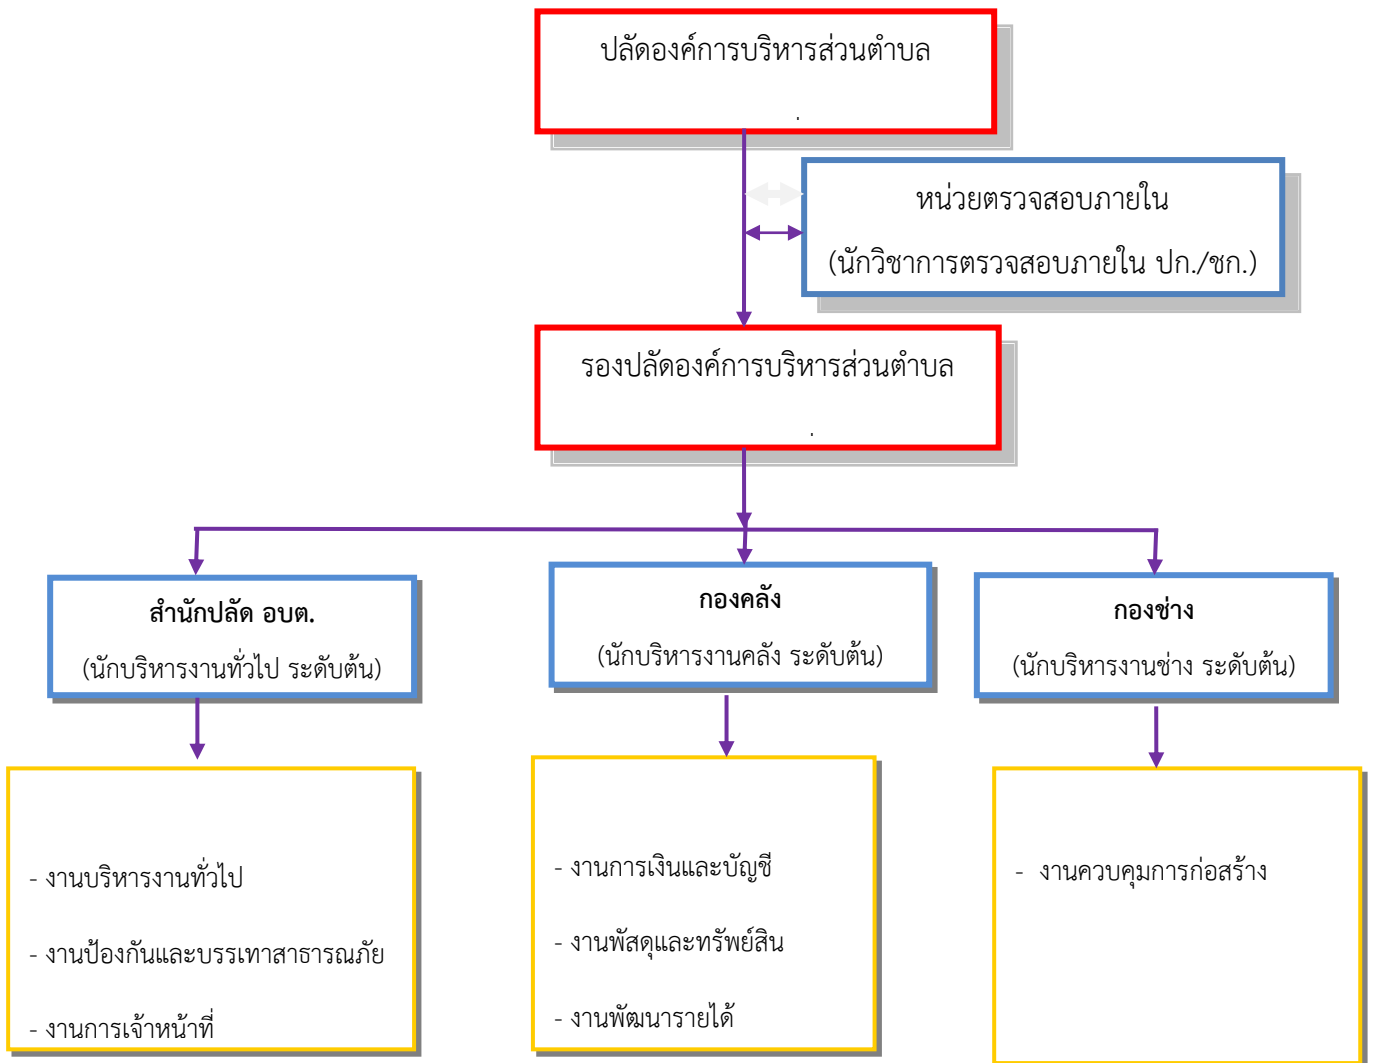 ปลัดองค์การบริหารส่วนตำบล
.
หน่วยตรวจสอบภายใน
(นักวิชาการตรวจสอบภายใน ปก./ชก.)
รองปลัดองค์การบริหารส่วนตำบล
.
สำนักปลัด อบต.
(นักบริหารงานทั่วไป ระดับต้น)
กองคลัง
(นักบริหารงานคลัง ระดับต้น)
กองช่าง
(นักบริหารงานช่าง ระดับต้น)
- งานบริหารงานทั่วไป
- งานป้องกันและบรรเทาสาธารณภัย
- งานการเจ้าหน้าที่
- งานการเงินและบัญชี
- งานพัสดุและทรัพย์สิน
- งานพัฒนารายได้
- งานควบคุมการก่อสร้าง